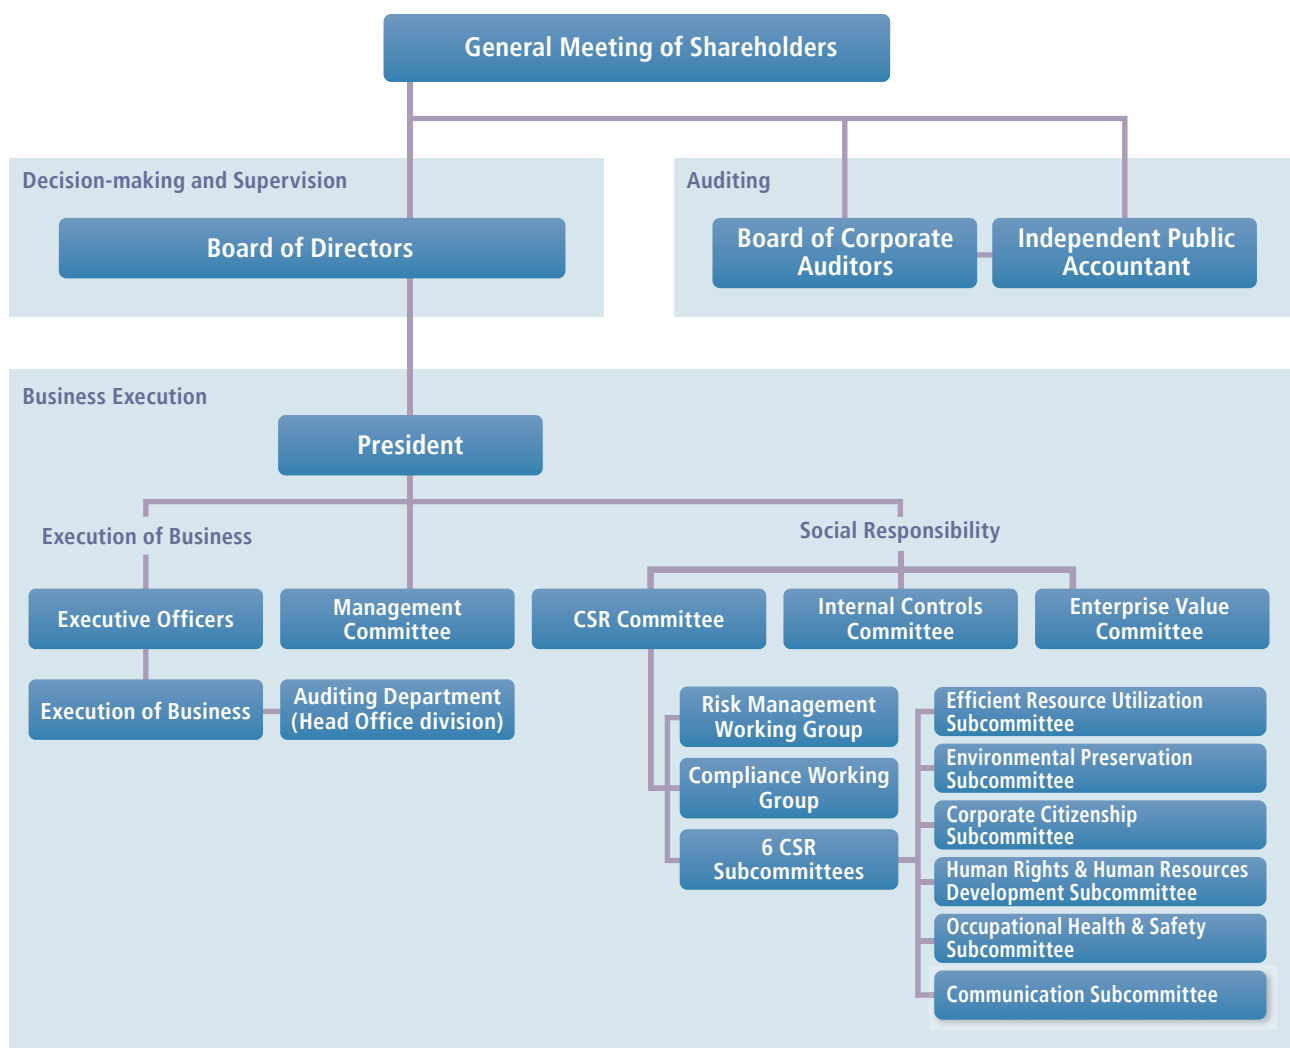 General Meeting of Shareholders
Decision-making and Supervision
Board of Directors
Auditing
Board of Corporate
Auditors
Independent Public
Accountant
Business Execution
President
Execution of Business
Social Responsibility
Executive Officers
Management
Committee
CSR Committee
Internal Controls
Committee
Enterprise Value
Committee
Execution of Business
Auditing Department
(Head Office division)
Risk Management
Working Group
Compliance Working
Group
6 CSR
Subcommittees
Efficient Resource Utilization
Subcommittee
Environmental Preservation
Subcommittee
Corporate Citizenship
Subcommittee
Human Rights & Human Resources
Development Subcommittee
Occupational Health & Safety
Subcommittee
Communication Subcommittee